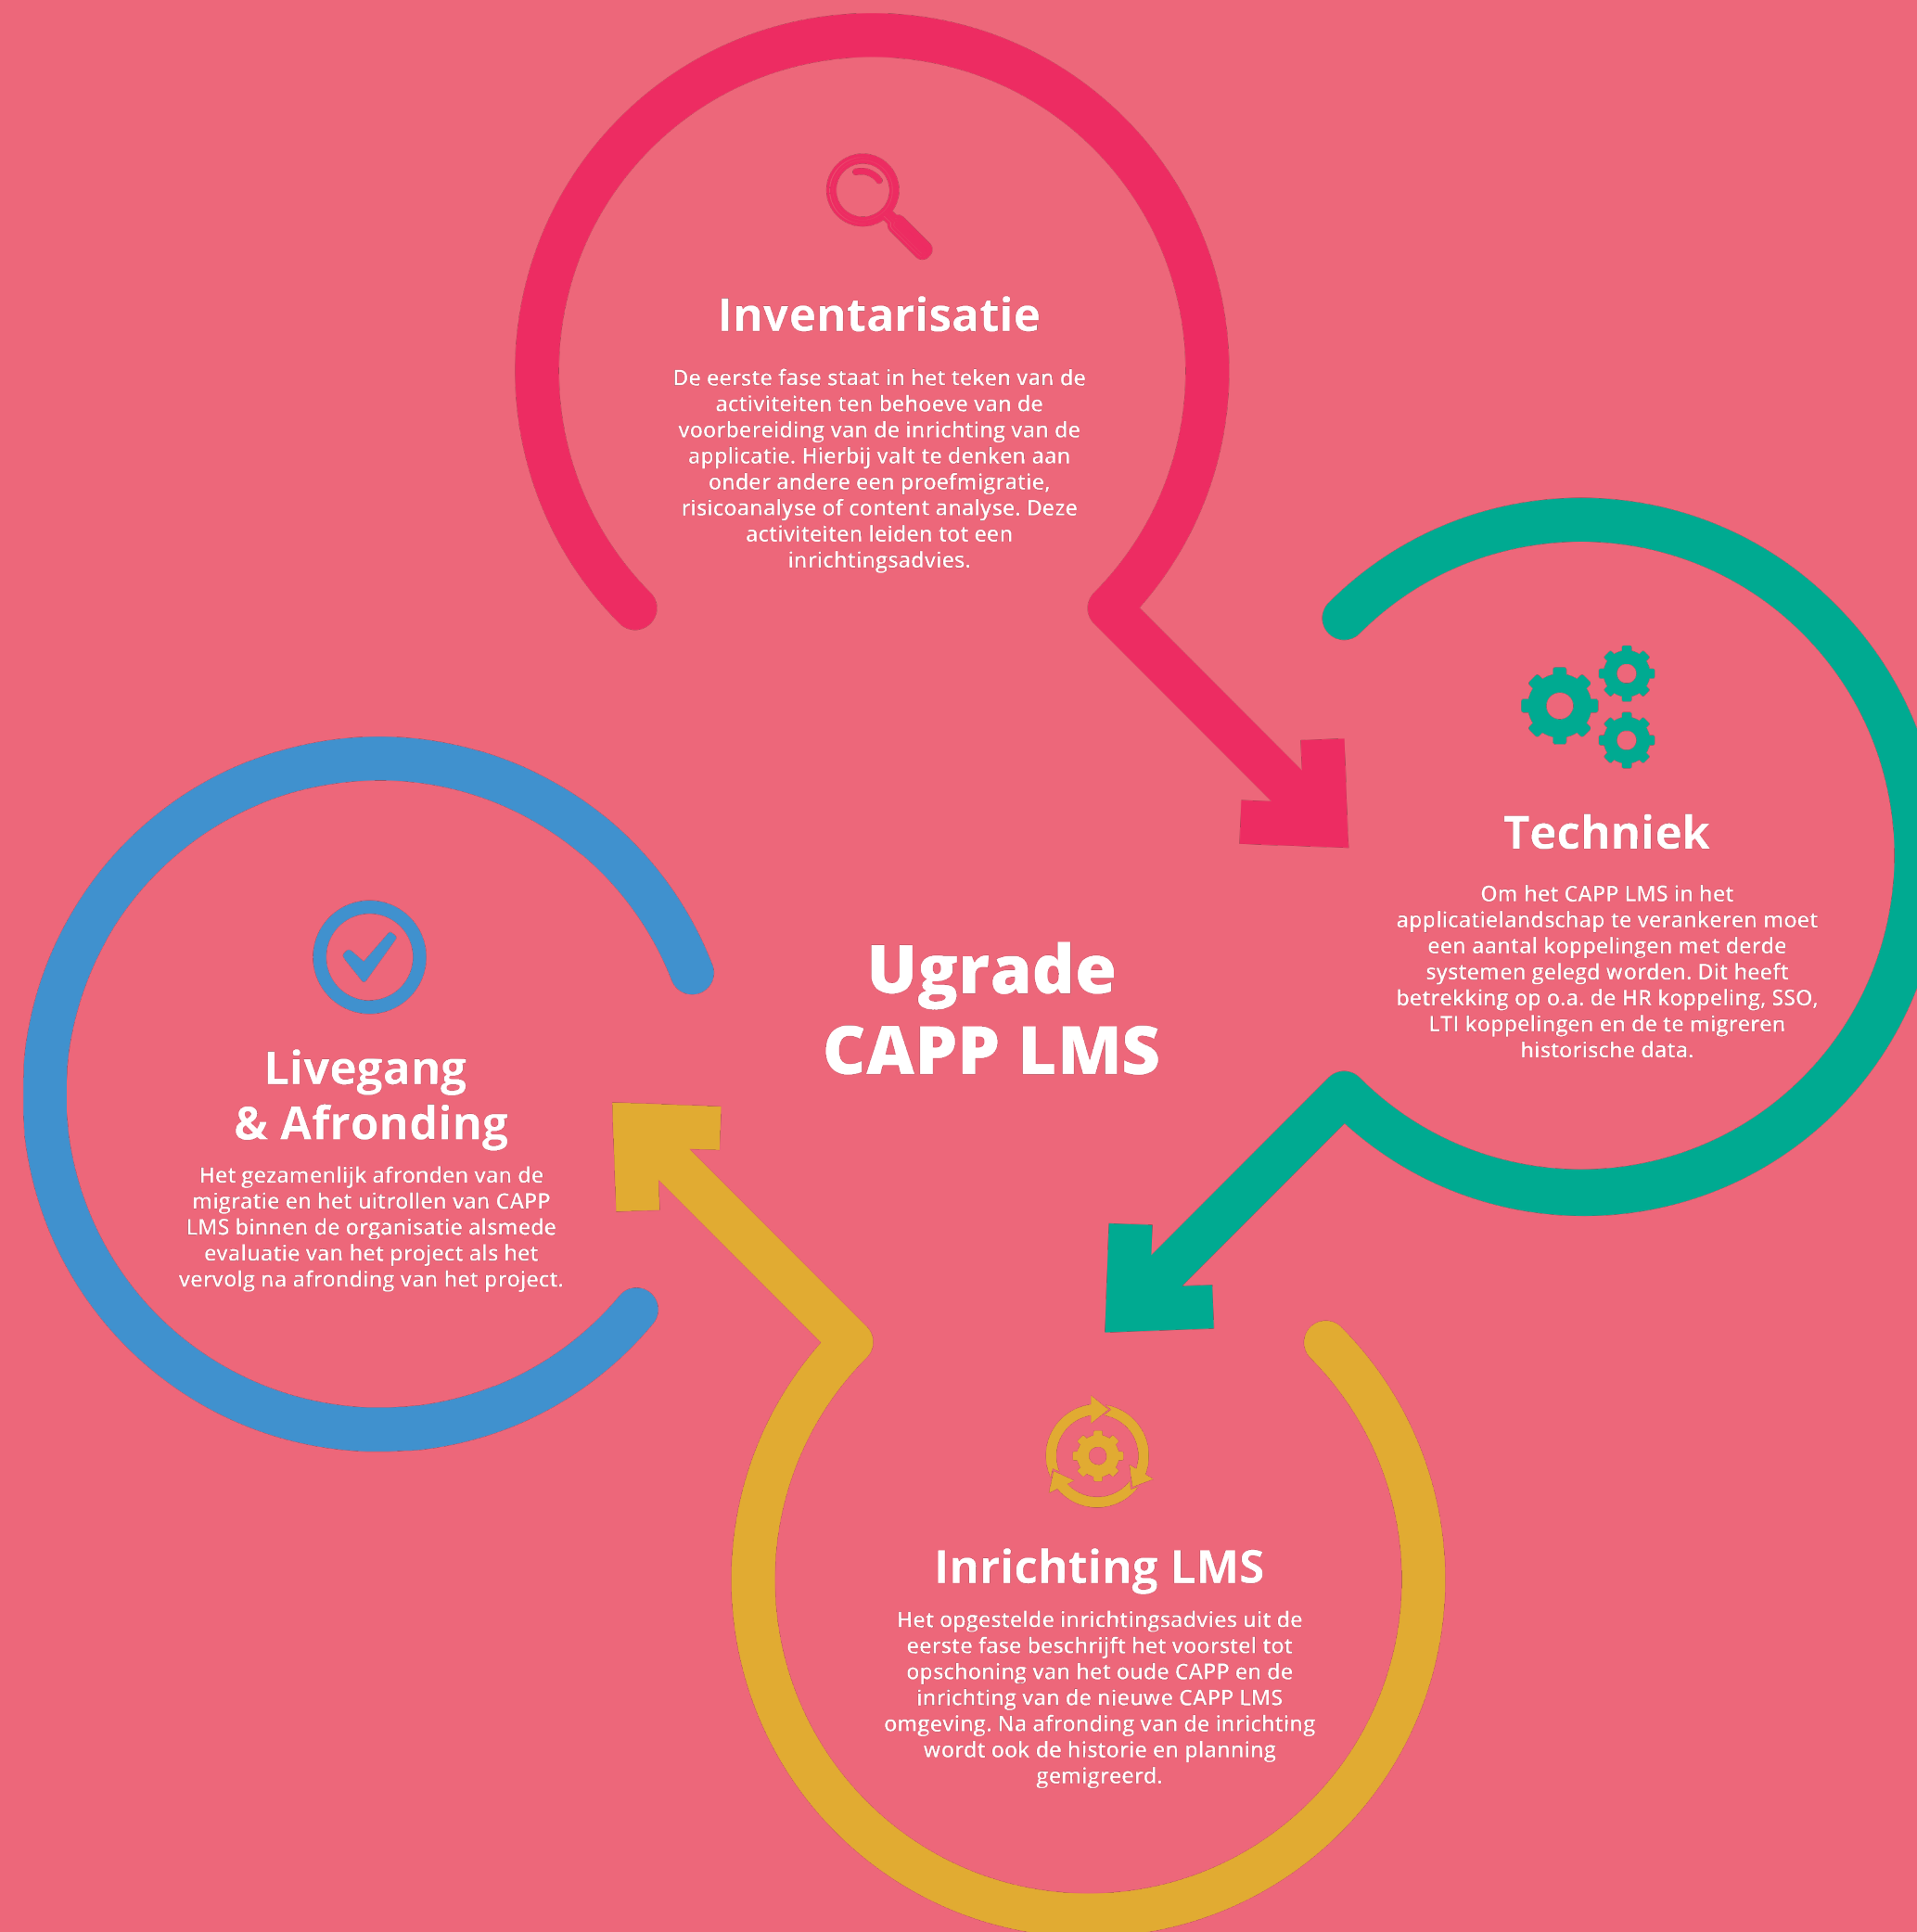 Inventarisatie
De eerste fase staat in het teken van de
activiteiten ten behoeve van de
voorbereiding van de inrichting van de
applicatie. Hierbij valt te denken aan
onder andere een proefmigratie,
risicoanalyse of content analyse. Deze
activiteiten leiden tot een
inrichtingsadvies.
Techniek
Om het CAPP LMS in het
applicatielandschap te verankeren moet
een aantal koppelingen met derde
systemen gelegd worden. Dit heeft
betrekking op o.a. de HR koppeling, SSO,
LTI koppelingen en de te migreren
historische data.
Ugrade
CAPP LMS
Livegang
& Afronding
Het gezamenlijk afronden van de
migratie en het uitrollen van CAPP
LMS binnen de organisatie alsmede
evaluatie van het project als het
vervolg na afronding van het project.
Inrichting LMS
Het opgestelde inrichtingsadvies uit de
eerste fase beschrijft het voorstel tot
opschoning van het oude CAPP en de
inrichting van de nieuwe CAPP LMS
omgeving. Na afronding van de inrichting
wordt ook de historie en planning
gemigreerd.